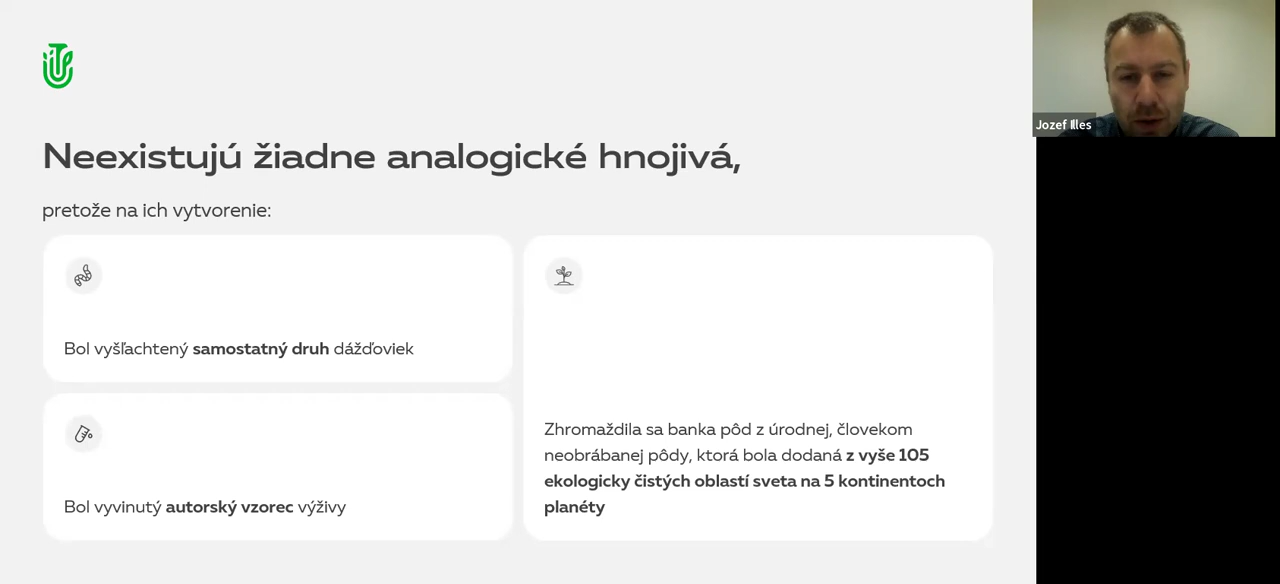 Neexistujú žiadne analogické hnojivá,
pretože na ich vytvorenie:
Bol vyšľachtený samostatný druh dážďoviek
Bol vyvinutý autorský vzorec výživy
Zhromaždila sa banka pôd z úrodnej, človekom
neobrábanej pôdy, ktorá bola dodaná z vyše 105
ekologicky čistých oblastí sveta na 5 kontinentoch
planéty
Jozef Illes